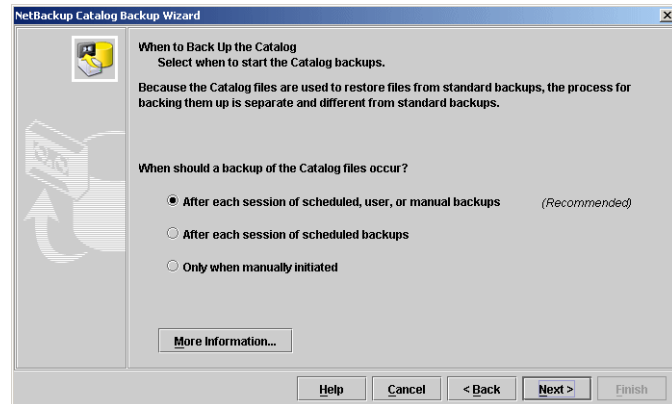 NetBackup Catalog Backup Wizard
When to Back Up the Catalog
Select when to start the Catalog backups.
Because the Catalog files are used to restore files from standard backups, the process for
backing them up is separate and different from standard backups.
When should a backup of the Catalog files occur?
After each session of scheduled, user, or manual backups (Recommended)
After each session of scheduled backups
Only when manually initiated
More Information...
Help Cancel < Back Next > Finish